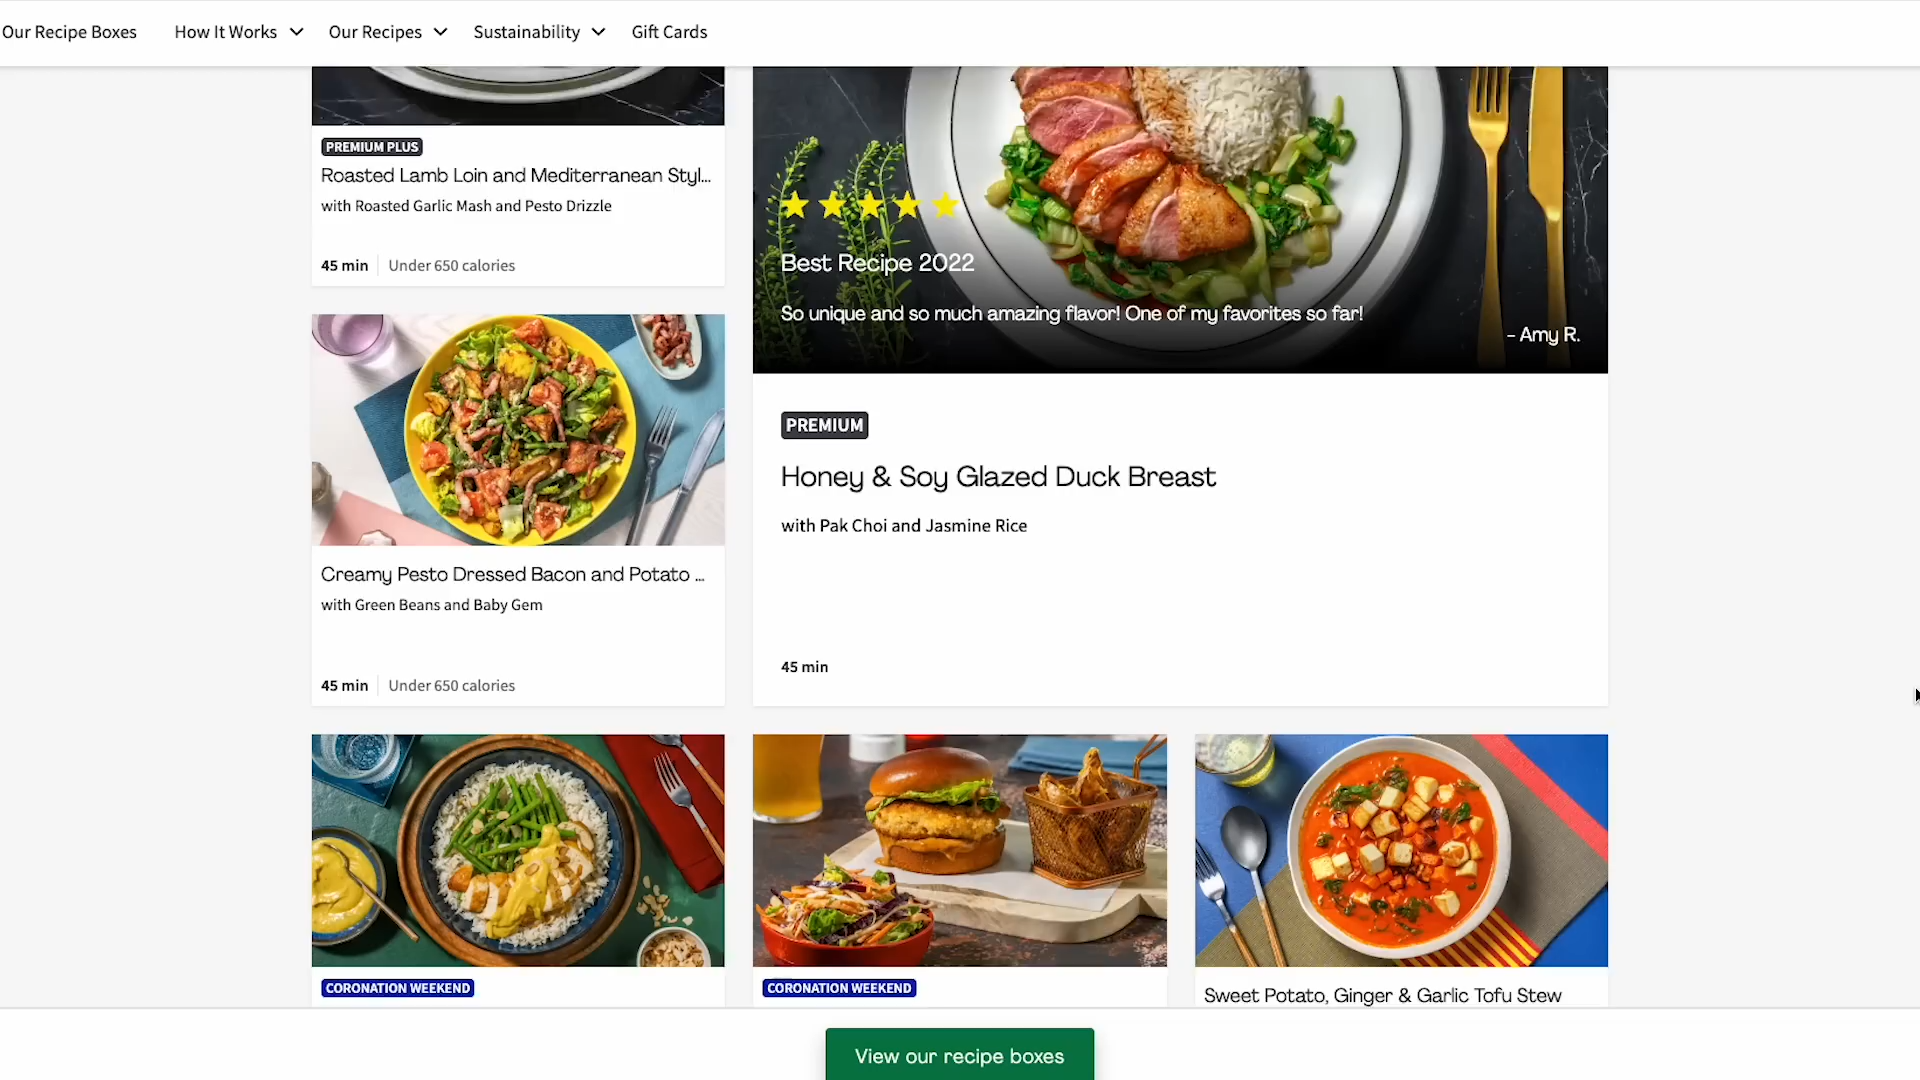 Our Recipe Boxes
How It Works
Our Recipes
Sustainability
Gift Cards
PREMIUM PLUS
Roasted Lamb Loin and Mediterranean Styl...
with Roasted Garlic Mash and Pesto Drizzle
45 min
Under 650 calories
Best Recipe 2022
So unique and so much amazing flavor! One of my favorites so far!
- Amy R.
Creamy Pesto Dressed Bacon and Potato ...
with Green Beans and Baby Gem
45 min
Under 650 calories
PREMIUM
Honey & Soy Glazed Duck Breast
with Pak Choi and Jasmine Rice
45 min
CORONATION WEEKEND
CORONATION WEEKEND
Sweet Potato, Ginger & Garlic Tofu Stew
View our recipe boxes